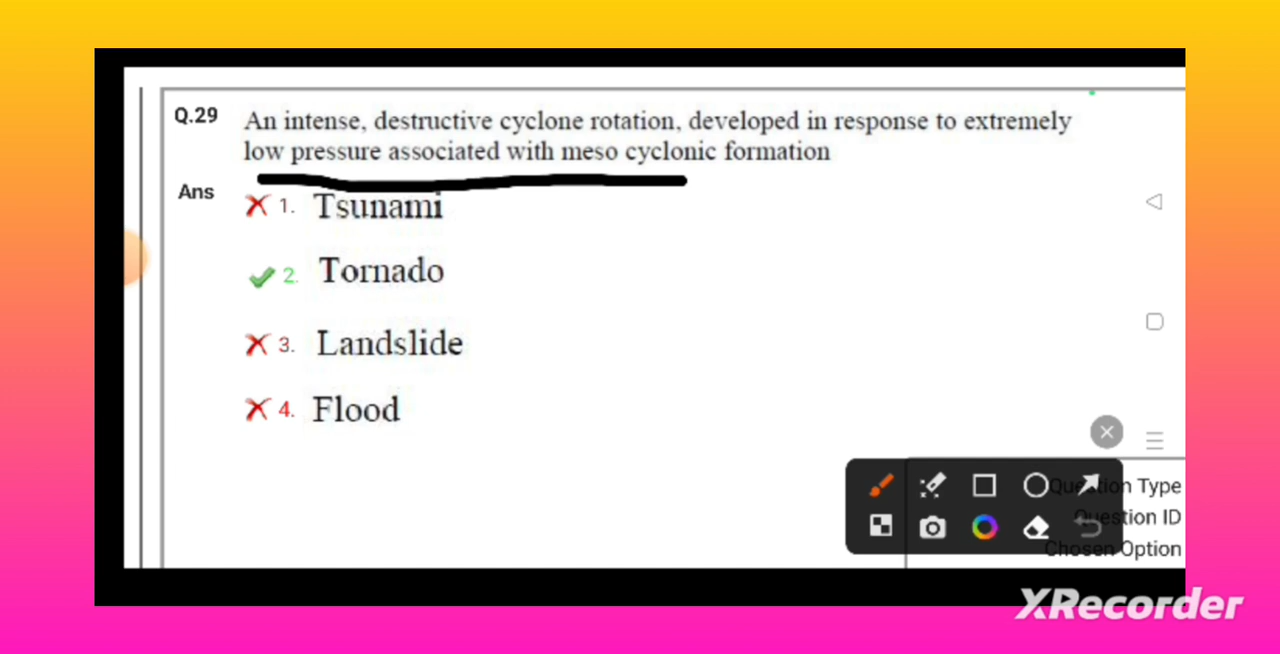 Q.29 An intense, destructive cyclone rotation, developed in response to extremely
low pressure associated with meso cyclonic formation
Ans
1. Tsunami
2. Tornado
3. Landslide
4. Flood
Question Type
Question ID
Chosen Option
XRecorder